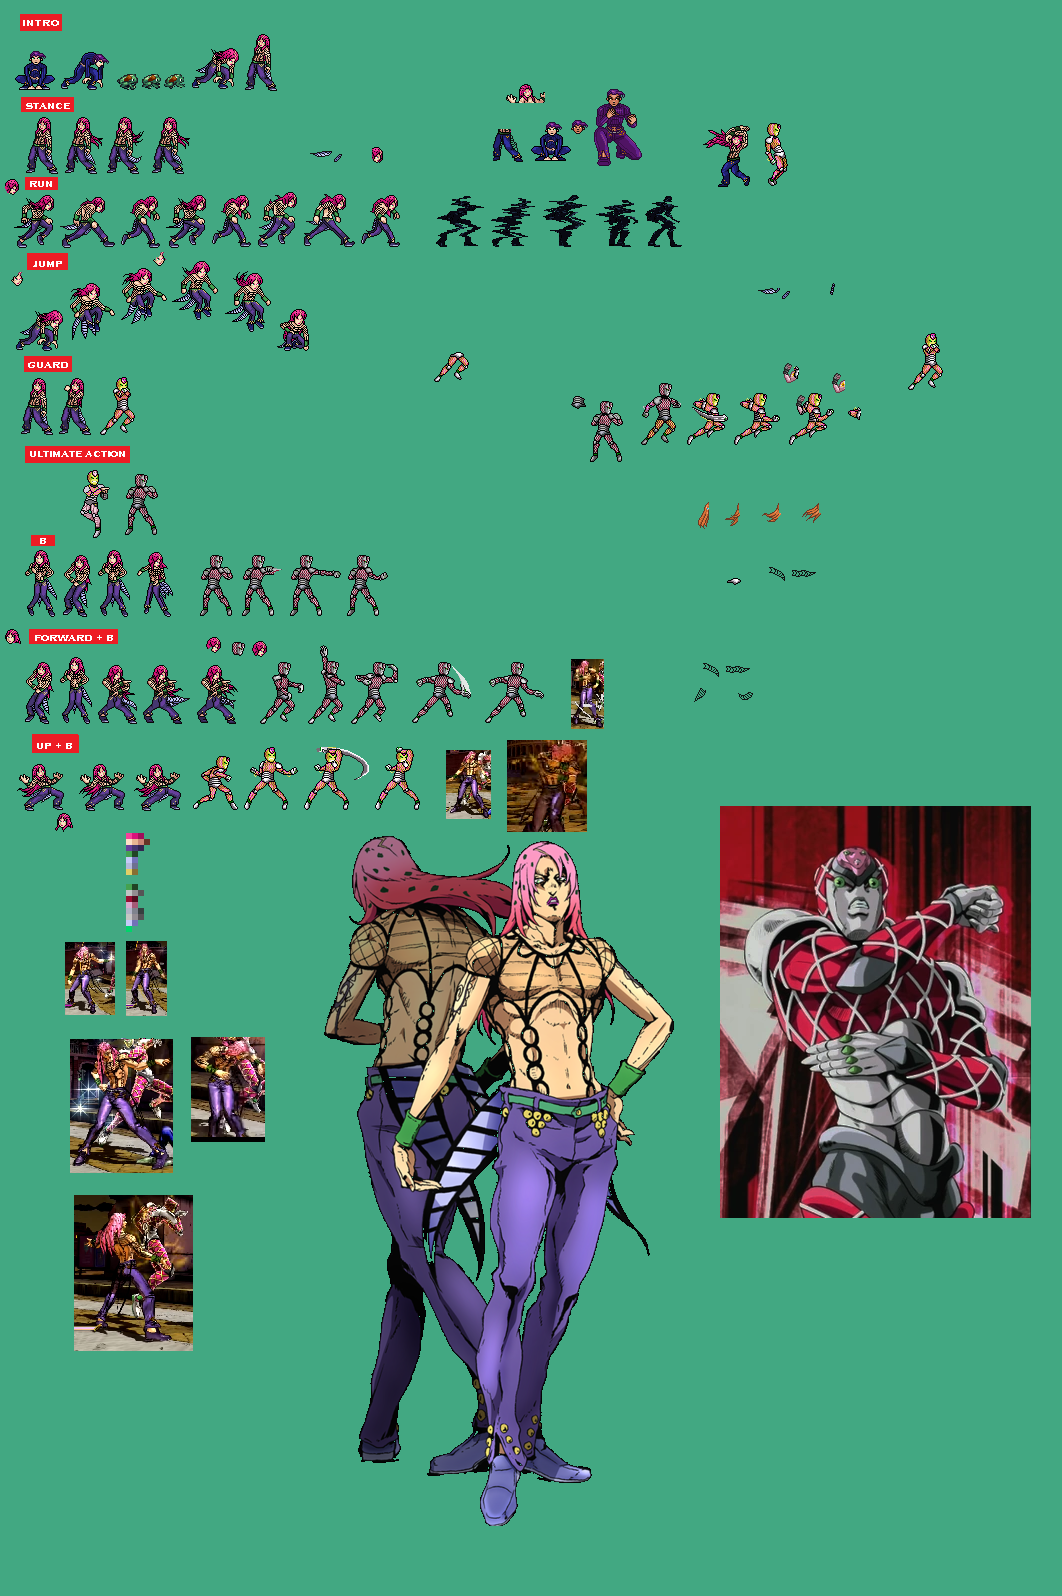 INTRO
STANCE
RUN
JUMP
GUARD
ULTIMATE ACTION
B
FORWARD + B
UP + B